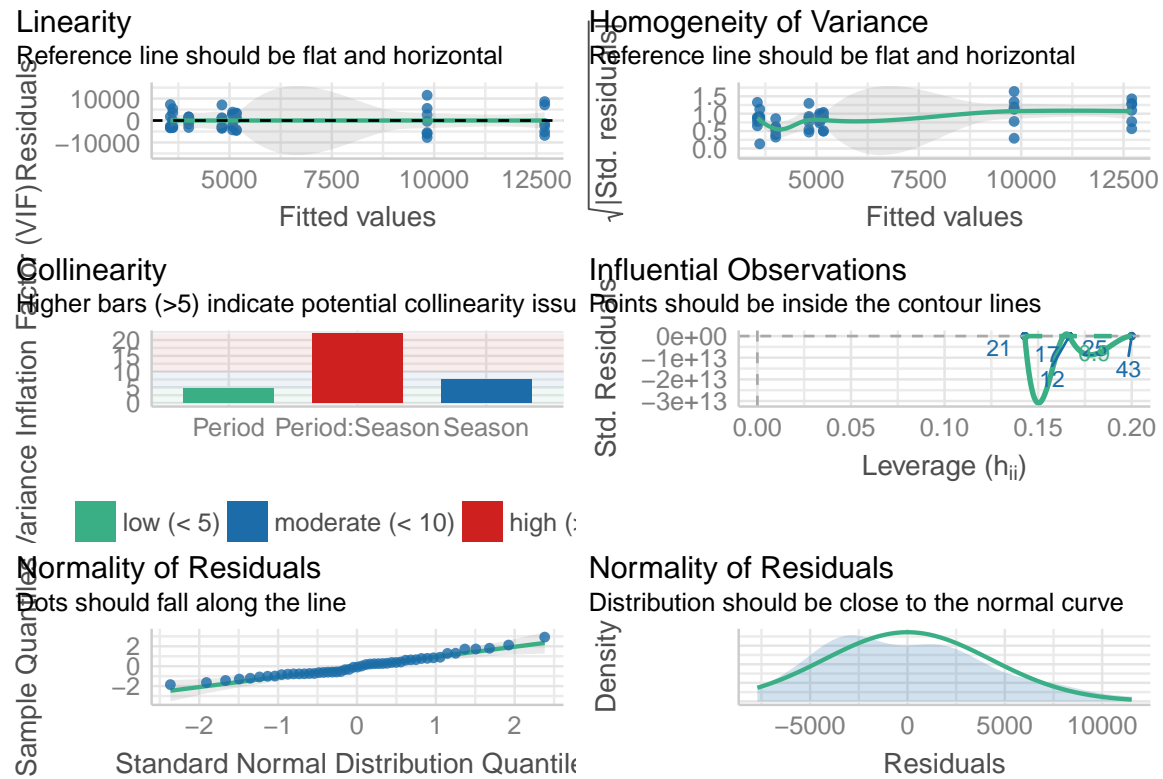 Linearity
Reference line should be flat and horizontal
Residuals
10000
0
−10000
5000 7500 10000 12500
Fitted values
Homogeneity of Variance
Reference line should be flat and horizontal
√|Std. residuals|
1.5
1.0
0.5
0.0
5000 7500 10000 12500
Fitted values
Collinearity
Higher bars (>5) indicate potential collinearity issu
Variance Inflation Factor (VIF)
20
15
10
5
0
Period Period:Season Season
low (< 5) moderate (< 10) high (>
Influential Observations
Points should be inside the contour lines
Std. Residuals
0e+00
−1e+13
−2e+13
−3e+13
21 17 25 0.5
12 43
0.00 0.05 0.10 0.15 0.20
Leverage (hii)
Normality of Residuals
Dots should fall along the line
Sample Quantiles
2
0
−2
−2 −1 0 1 2
Standard Normal Distribution Quantile
Normality of Residuals
Distribution should be close to the normal curve
Density
−5000 0 5000 10000
Residuals